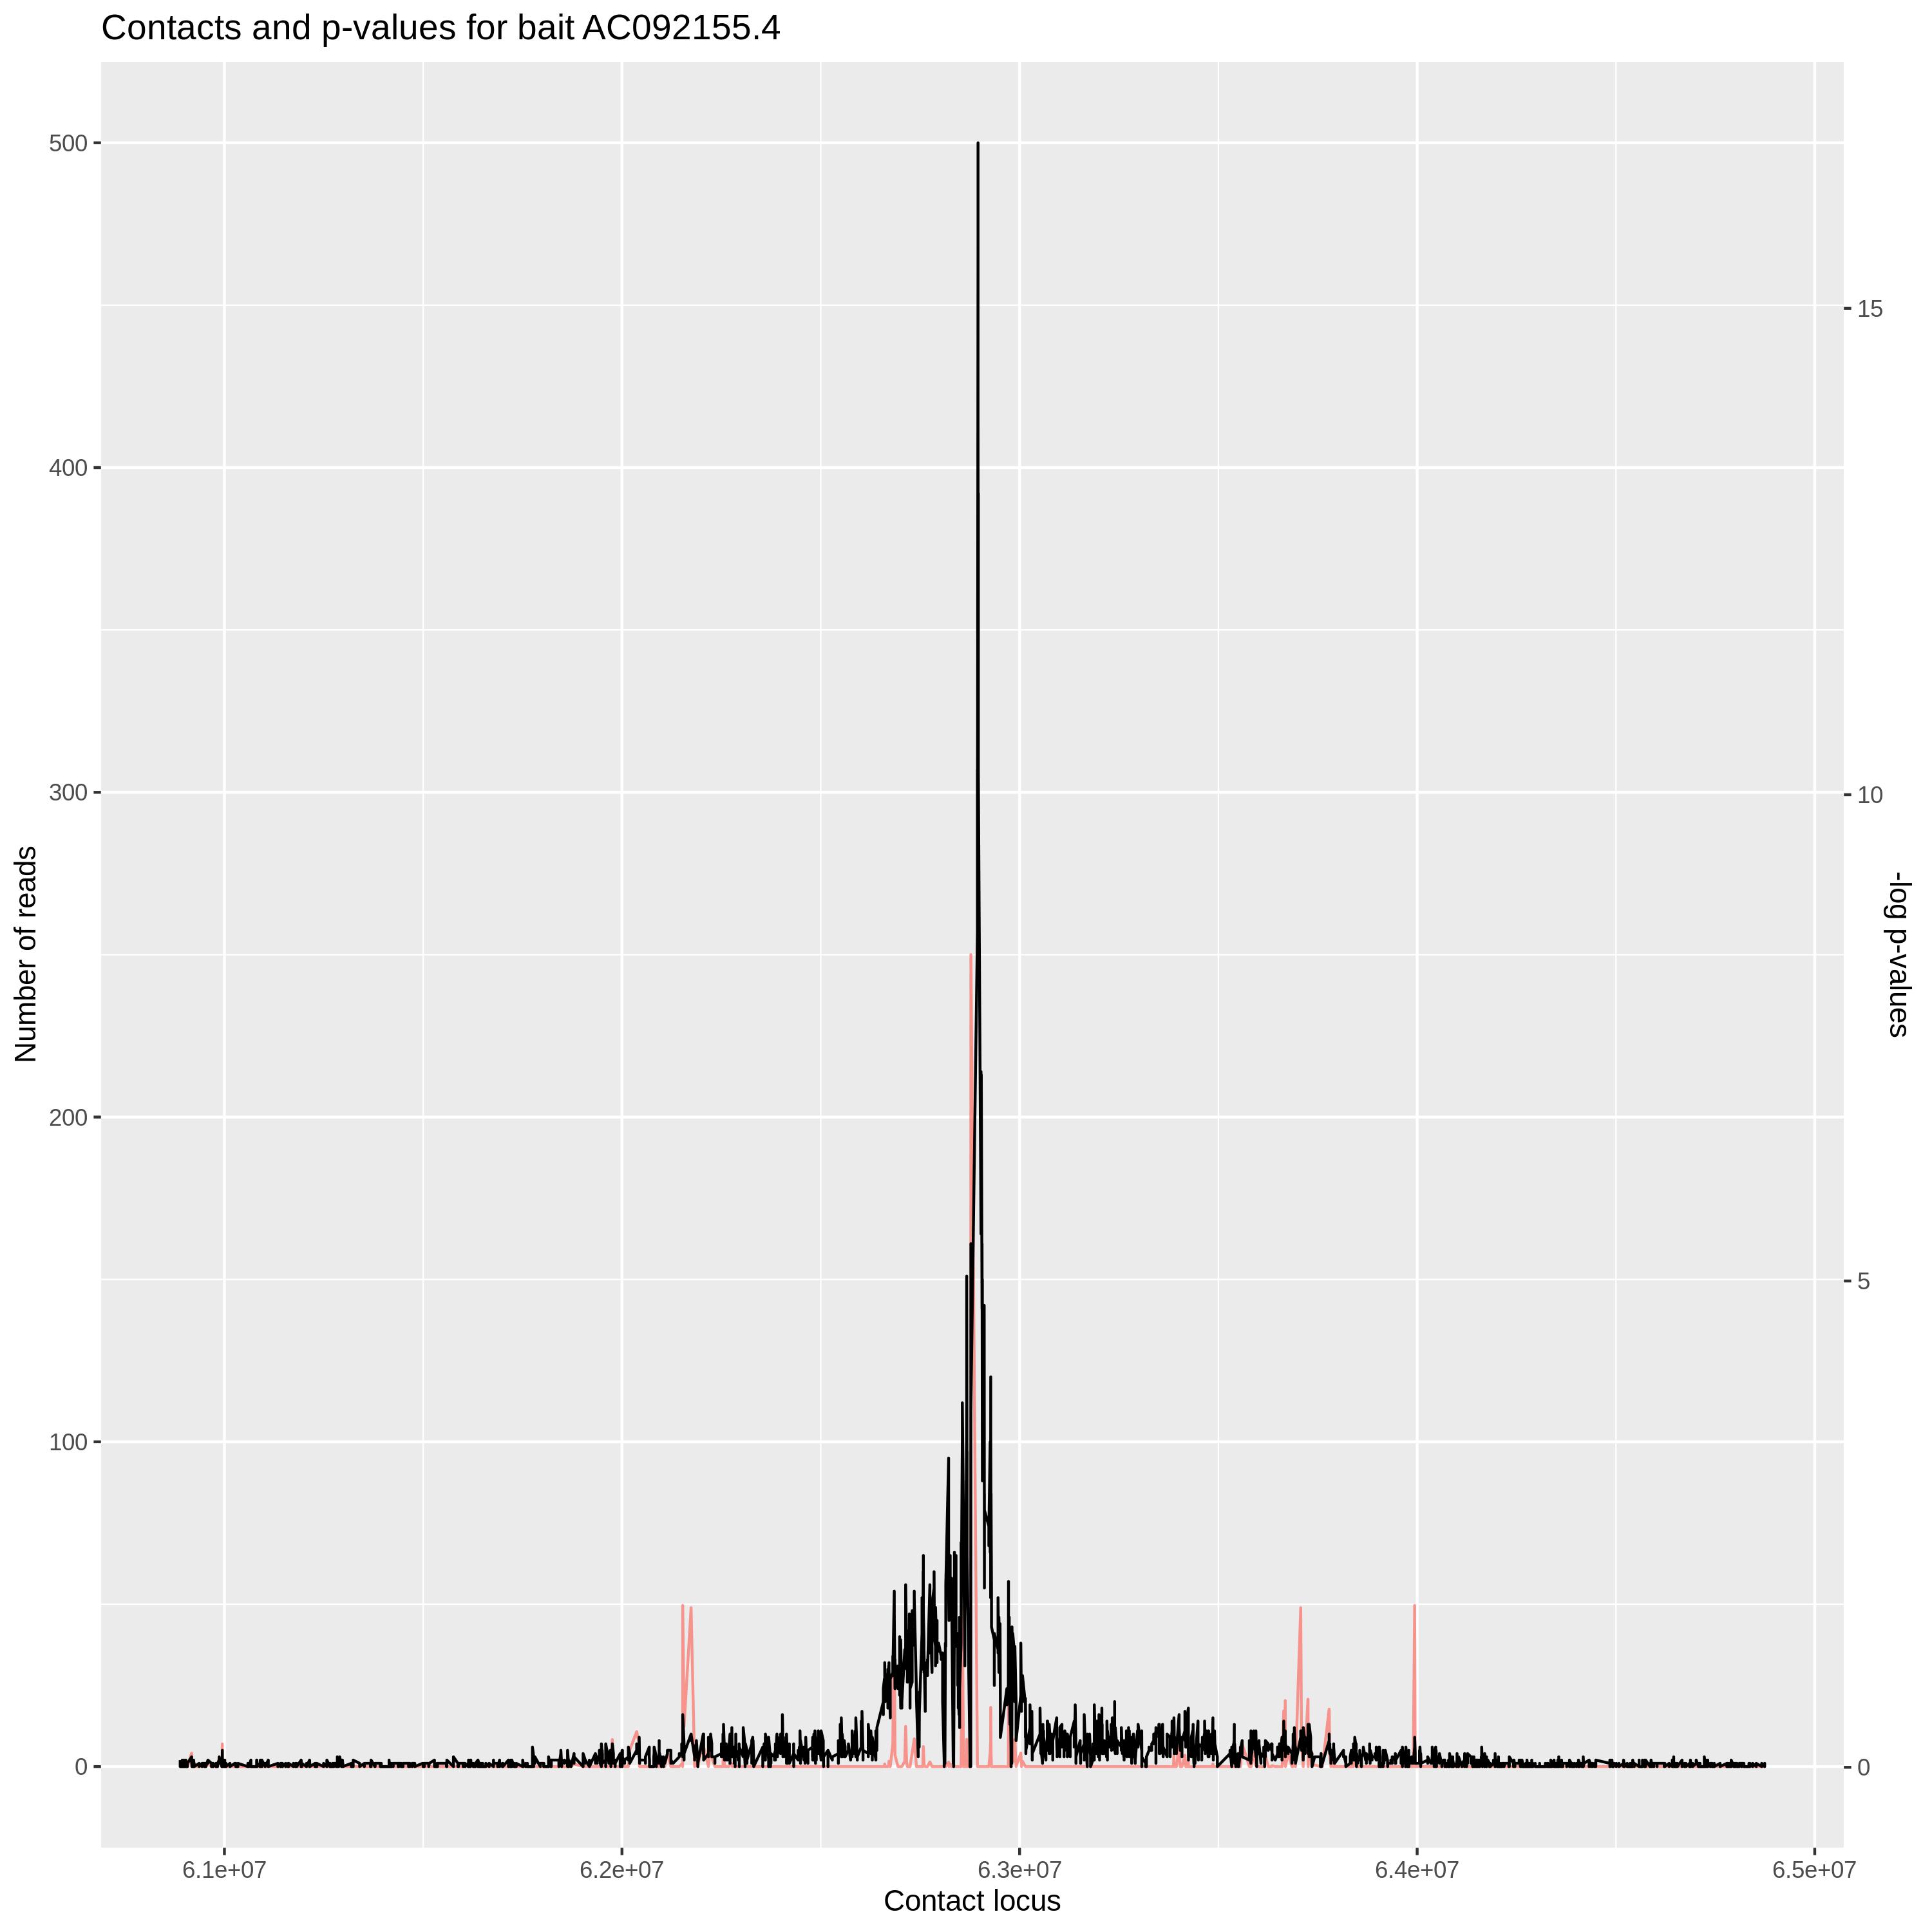 Contacts and p-values for bait AC092155.4
500
400
300
200
100
0
Number of reads
15
10
5
0
-log p-values
6.1e+07
6.2e+07
6.3e+07
6.4e+07
6.5e+07
Contact locus